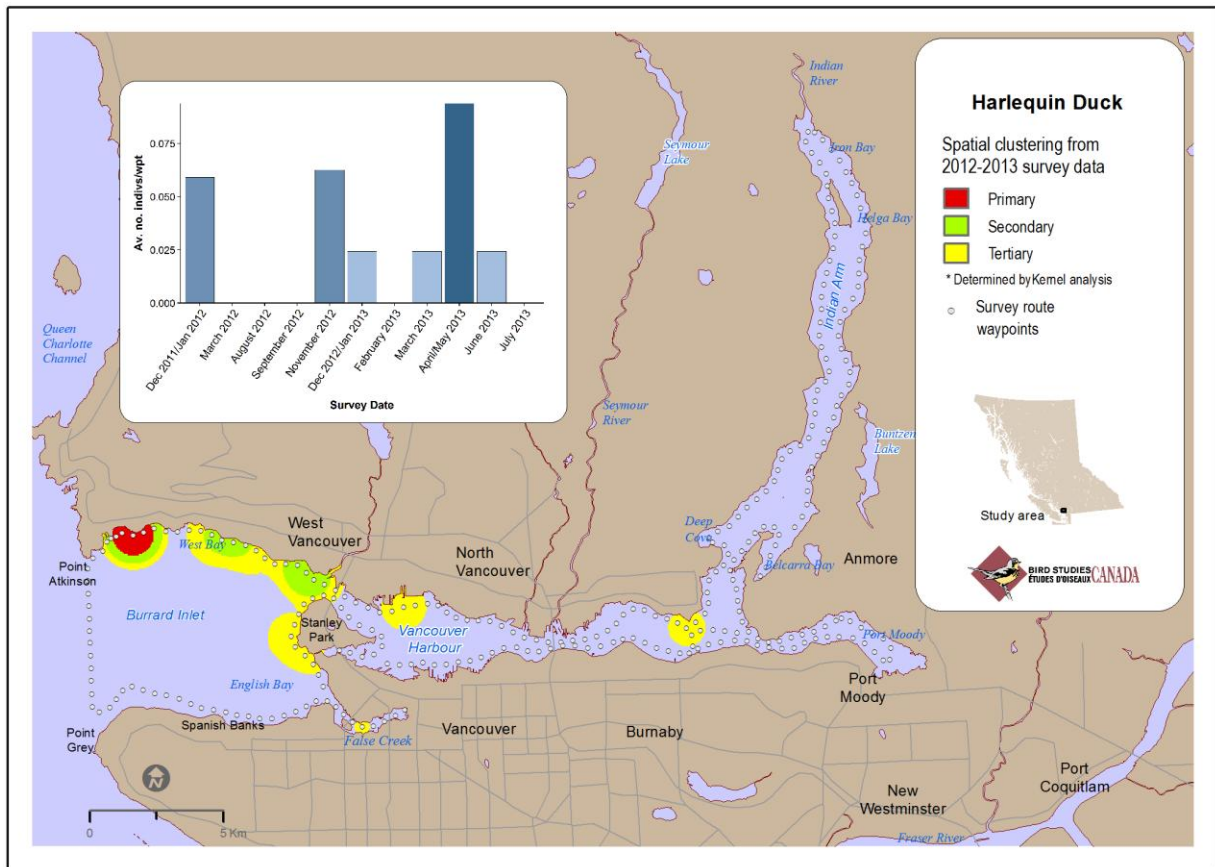 Av. no. indivs/wpt
0.075
0.050
0.025
0.000
Dec 2011/Jan 2012
March 2012
August 2012
September 2012
November 2012
Dec 2012/Jan 2013
February 2013
March 2013
April/May 2013
June 2013
July 2013
Survey Date
Harlequin Duck
Spatial clustering from
2012-2013 survey data
Primary
Secondary
Tertiary
* Determined by Kernel analysis
Survey route
waypoints
Study area
BIRD STUDIES
ÉTUDES D'OISEAUX
CANADA
Indian
River
Iron Bay
Seymour
Lake
Helga Bay
Indian Arm
Queen
Charlotte
Channel
Seymour
River
Buntzen
Lake
Deep
Cove
Belcarra Bay
Anmore
West
Vancouver
West Bay
North
Vancouver
Point
Atkinson
Burrard Inlet
Stanley
Park
Vancouver
Harbour
Port Moody
English Bay
Port
Moody
Spanish Banks
Point
Grey
False Creek
Vancouver
Burnaby
Port
Coquitlam
New
Westminster
Fraser River
N
0
5 Km